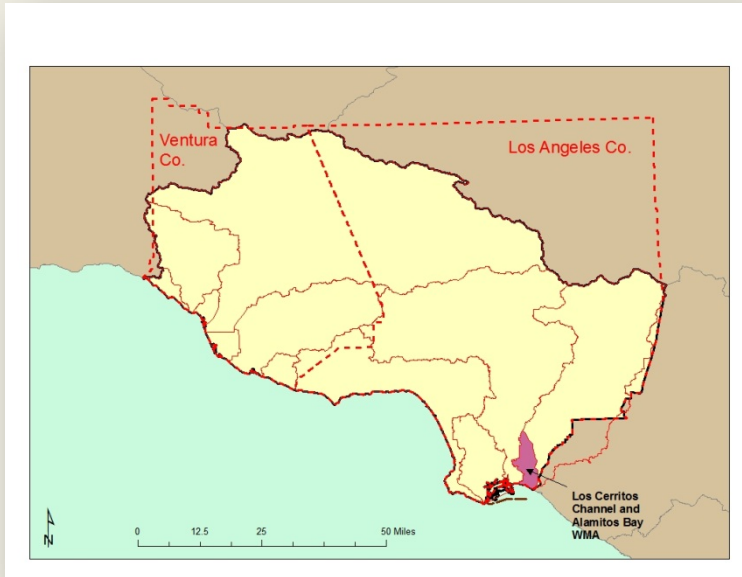 Ventura
Co.
Los Angeles Co.
Los Cerritos
Channel and
Alamitos Bay
WMA
N
0 12.5 25 50 Miles